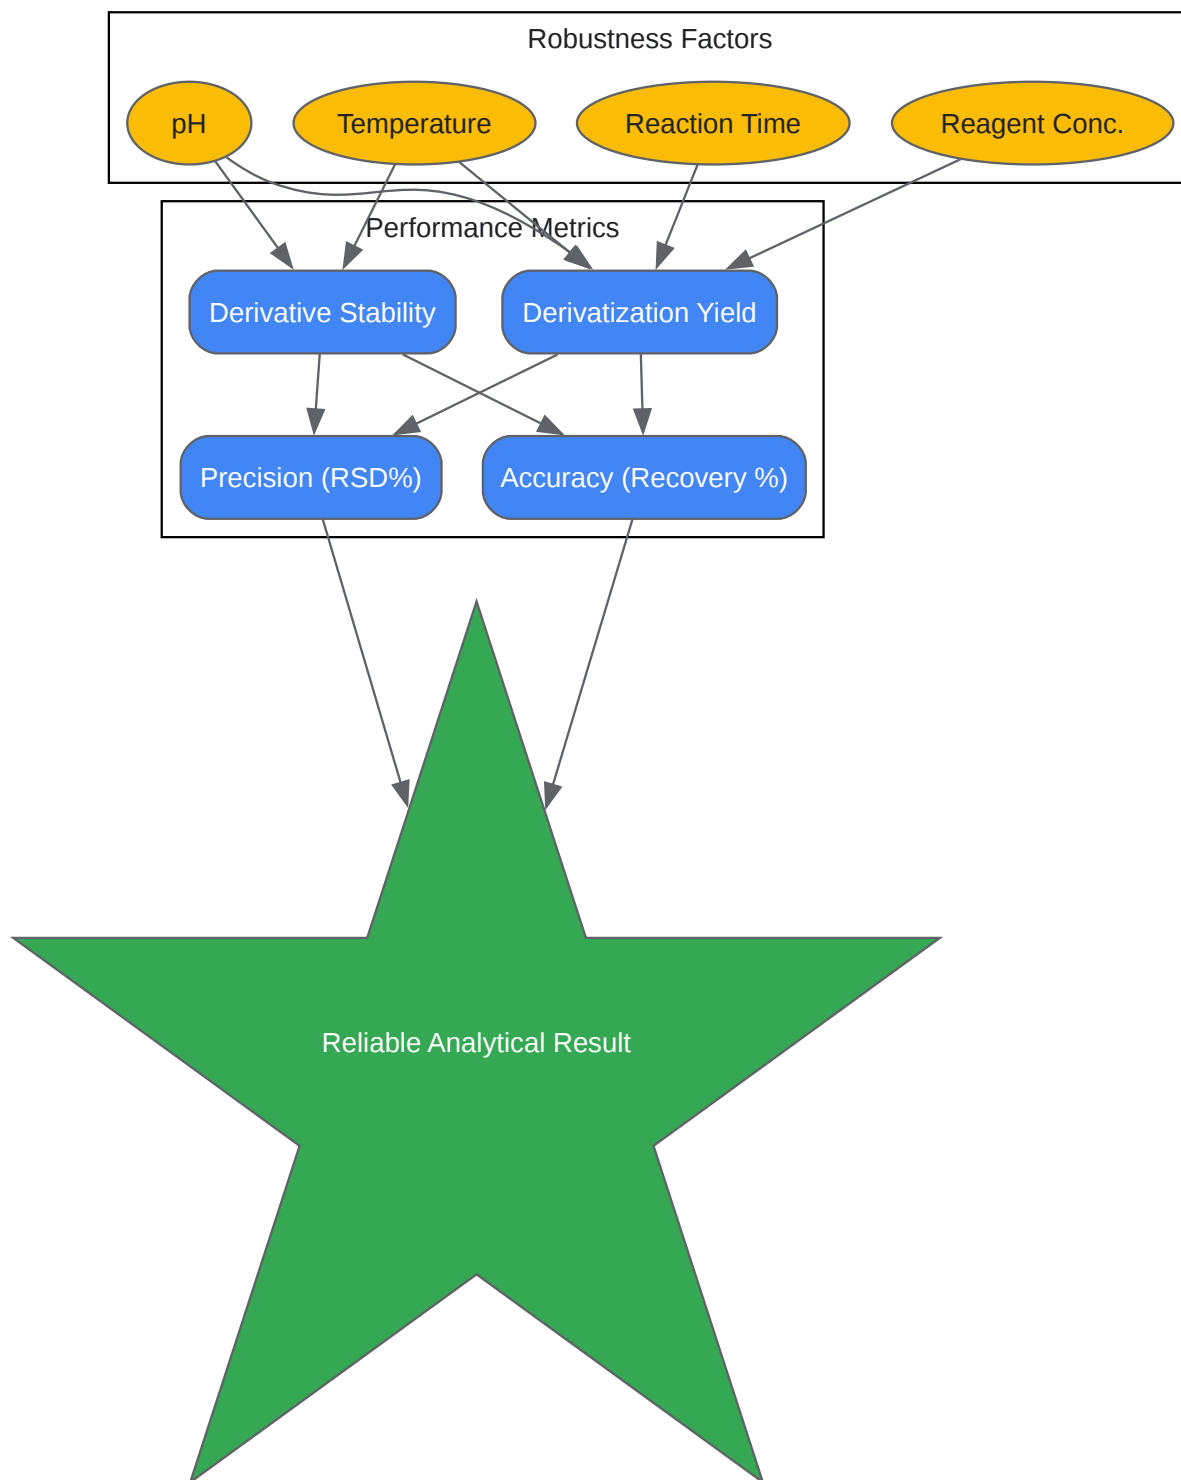 Robustness Factors
pH
Temperature
Reaction Time
Reagent Conc.
Performance Metrics
Derivative Stability
Derivatization Yield
Precision (RSD%)
Accuracy (Recovery %)
Reliable Analytical Result